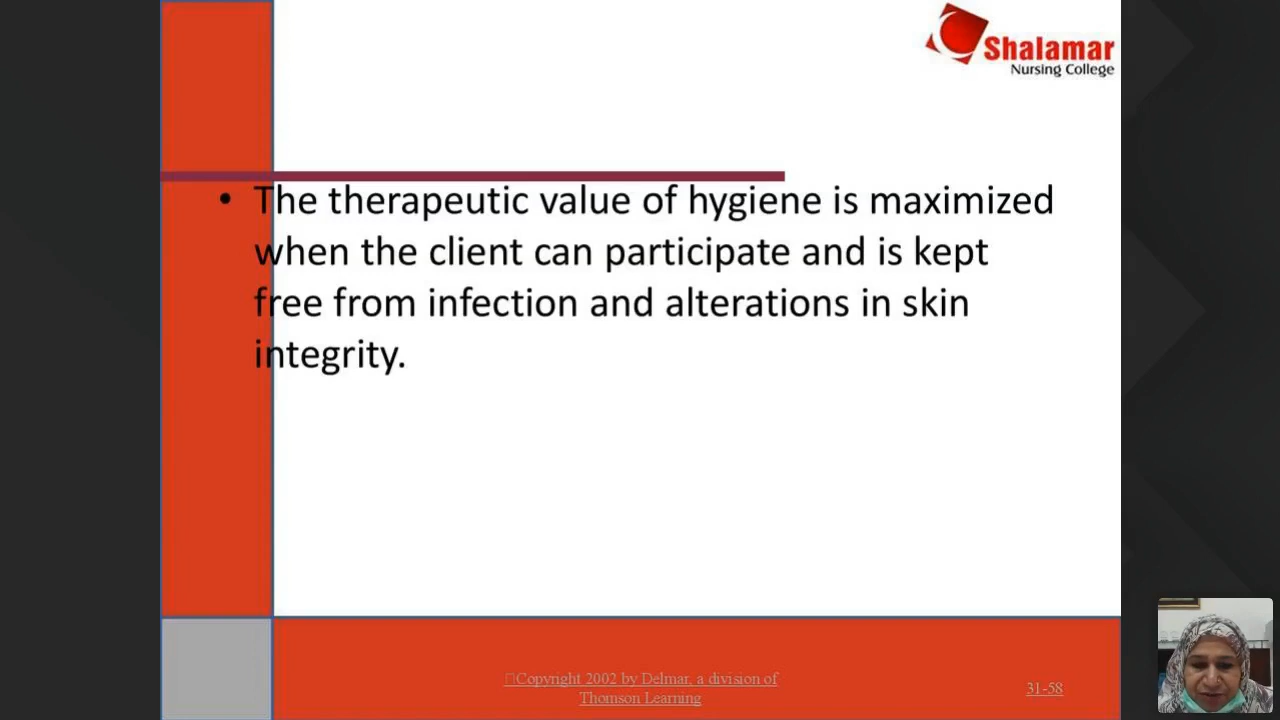 Shalamar
Nursing College
• The therapeutic value of hygiene is maximized
when the client can participate and is kept
free from infection and alterations in skin
integrity.
Copyright 2002 by Delmar, a division of
Thomson Learning
31-58